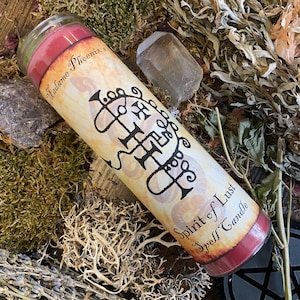 Madame Phoenix
Spirit of Lust
Spell Candle